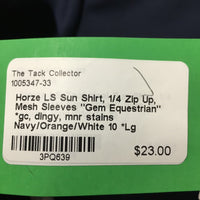 The Tack Collector
1005347-33
Horze LS Sun Shirt, 1/4 Zip Up,
Mesh Sleeves "Gem Equestrian"
*gc, dingy, mnr stains
Navy/Orange/White 10 *Lg
3PQ639
$23.00